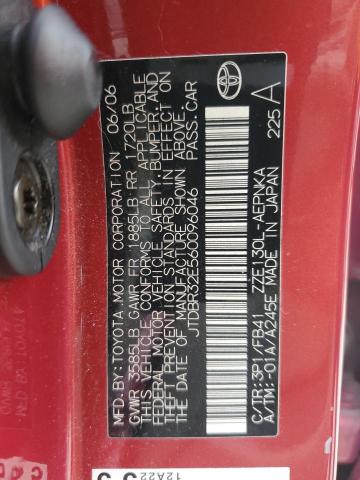 MFD.BY:TOYOTA MOTOR CORPORATION 06/06
GVWR 3585LB GAWR FR 1885LB RR 1720LB
THIS VEHICLE CONFORMS TO ALL APPLICABLE
FEDERAL MOTOR VEHICLE SAFETY,BUMPER,AND
THEFT PREVENTION STANDARDS IN EFFECT ON
THE DATE OF MANUFACTURE SHOWN ABOVE.
JTDBR32E560096046 PASS.CAR
C/TR:3P1/FB41 ZZE130L-AEPNKA
A/TM:-01A/A245E MADE IN JAPAN 225 A
12A22